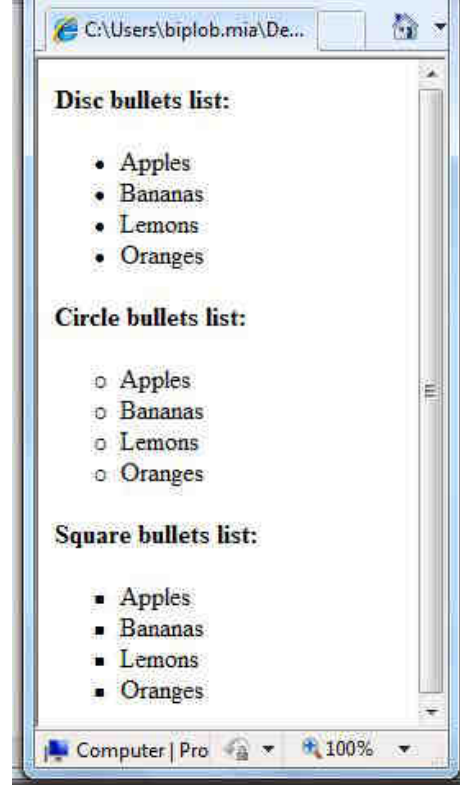 C:\Users\biplob.mia\De...
Disc bullets list:
Apples
Bananas
Lemons
Oranges
Circle bullets list:
Apples
Bananas
Lemons
Oranges
Square bullets list:
Apples
Bananas
Lemons
Oranges
Computer | Pro 100%